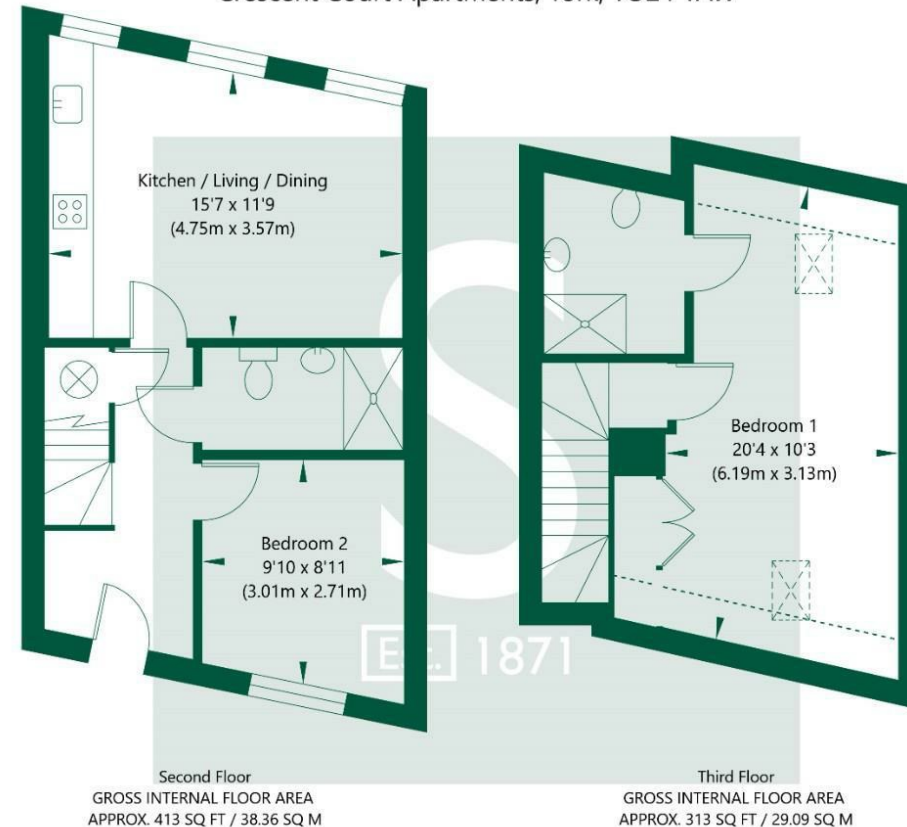 Kitchen / Living / Dining
15'7 x 11'9
(4.75m x 3.57m)
Bedroom 1
20'4 x 10'3
(6.19m x 3.13m)
Bedroom 2
9'10 x 8'11
(3.01m x 2.71m)
S
Est. 1871
Second Floor
GROSS INTERNAL FLOOR AREA
APPROX. 413 SQ FT / 38.36 SQ M
Third Floor
GROSS INTERNAL FLOOR AREA
APPROX. 313 SQ FT / 29.09 SQ M